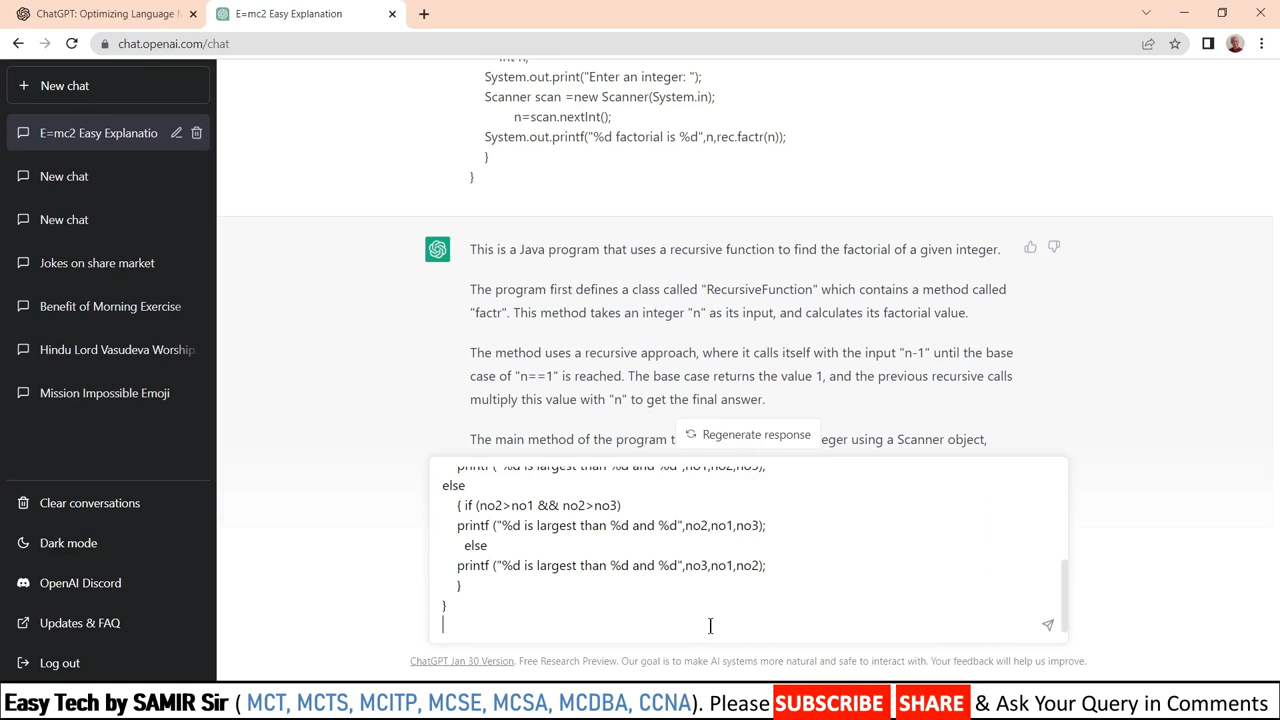 ChatGPT: Optimizing Language M
E=mc2 Easy Explanation
chat.openai.com/chat
New chat
E=mc2 Easy Explanatio
New chat
New chat
Jokes on share market
Benefit of Morning Exercise
Hindu Lord Vasudeva Worship.
Mission Impossible Emoji
Clear conversations
Dark mode
OpenAI Discord
Updates & FAQ
Log out
int n;
System.out.print("Enter an integer: ");
Scanner scan =new Scanner(System.in);
n=scan.nextInt();
System.out.printf("%d factorial is %d",n,rec.factr(n));
}
}
This is a Java program that uses a recursive function to find the factorial of a given integer.
The program first defines a class called "RecursiveFunction" which contains a method called
"factr". This method takes an integer "n" as its input, and calculates its factorial value.
The method uses a recursive approach, where it calls itself with the input "n-1" until the base
case of "n==1" is reached. The base case returns the value 1, and the previous recursive calls
multiply this value with "n" to get the final answer.
The main method of the program t
Regenerate response
eger using a Scanner object,
printf ("%d is largest than %d and %d",no1,no2,no3);
else
{ if (no2>no1 && no2>no3)
printf ("%d is largest than %d and %d",no2,no1,no3);
else
printf ("%d is largest than %d and %d",no3,no1,no2);
}
}
ChatGPT Jan 30 Version. Free Research Preview. Our goal is to make AI systems more natural and safe to interact with. Your feedback will help us improve.
Easy Tech by SAMIR Sir ( MCT, MCTS, MCITP, MCSE, MCSA, MCDBA, CCNA). Please SUBSCRIBE SHARE & Ask Your Query in Comments